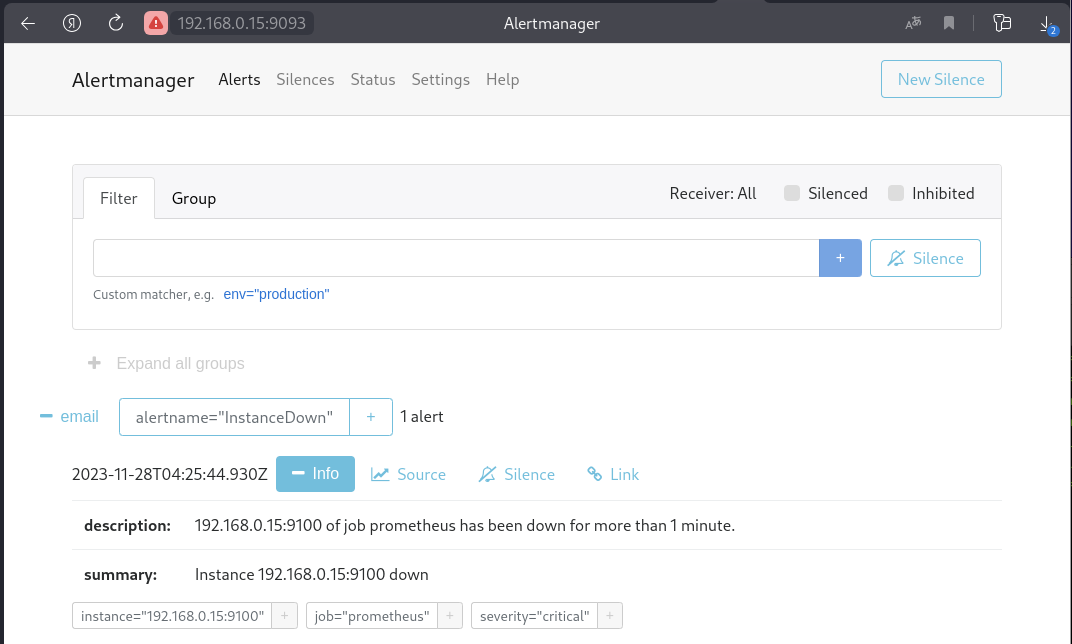 192.168.0.15:9093 Alertmanager
2
Alertmanager Alerts Silences Status Settings Help New Silence
Filter Group Receiver: All Silenced Inhibited
+ Silence
Custom matcher, e.g. env="production"
+ Expand all groups
− email alertname="InstanceDown" + 1 alert
2023-11-28T04:25:44.930Z − Info Source Silence Link
description: 192.168.0.15:9100 of job prometheus has been down for more than 1 minute.
summary: Instance 192.168.0.15:9100 down
instance="192.168.0.15:9100" + job="prometheus" + severity="critical" +